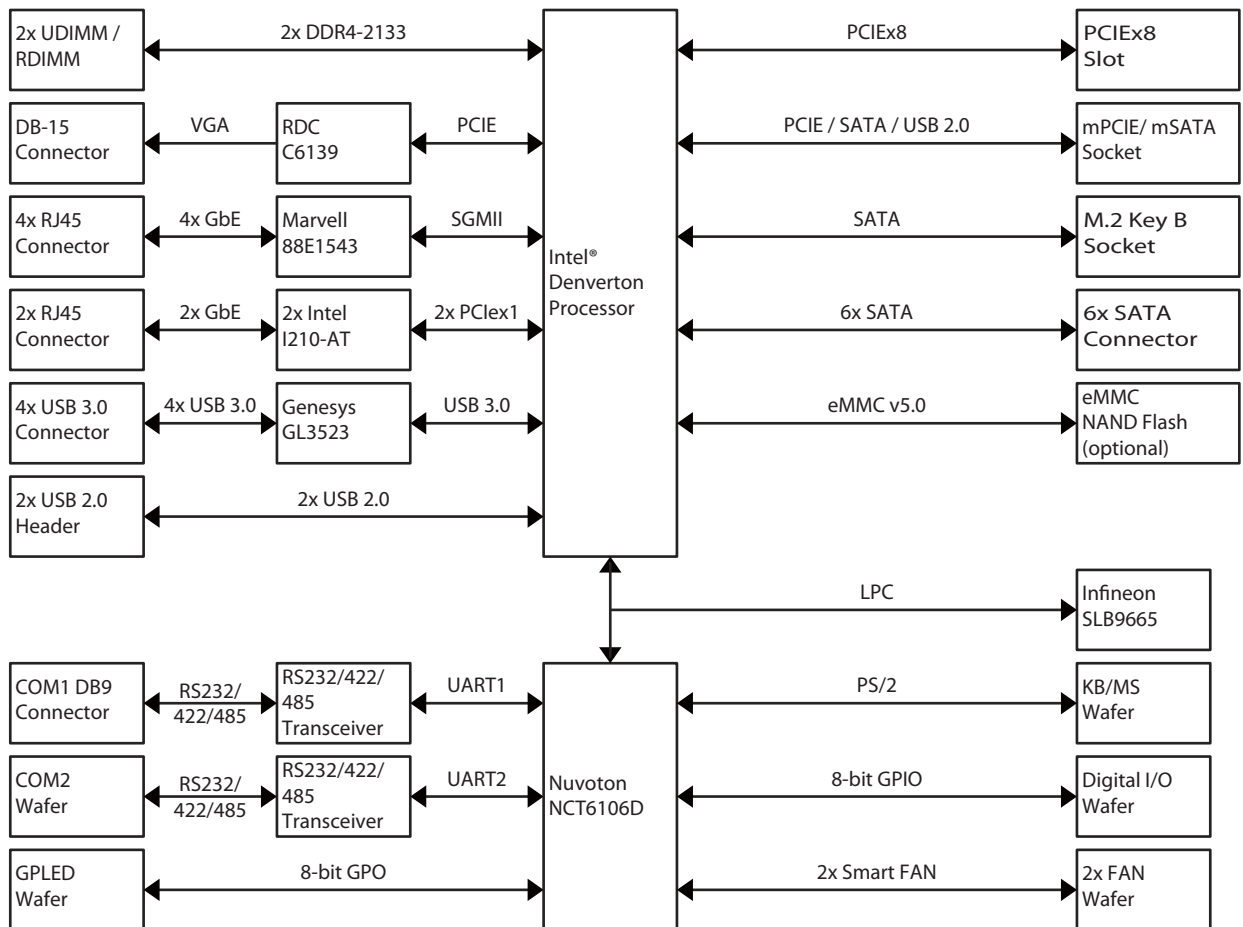 2x UDIMM /
RDIMM
2x DDR4-2133
PCIEx8
PCIEx8
Slot
DB-15
Connector
VGA
RDC
C6139
PCIE
PCIE / SATA / USB 2.0
mPCIE/ mSATA
Socket
4x RJ45
Connector
4x GbE
Marvell
88E1543
SGMII
Intel®
Denverton
Processor
SATA
M.2 Key B
Socket
2x RJ45
Connector
2x GbE
2x Intel
I210-AT
2x PCIex1
6x SATA
6x SATA
Connector
4x USB 3.0
Connector
4x USB 3.0
Genesys
GL3523
USB 3.0
eMMC v5.0
eMMC
NAND Flash
(optional)
2x USB 2.0
Header
2x USB 2.0
LPC
Infineon
SLB9665
COM1 DB9
Connector
RS232/
422/485
RS232/422/
485
Transceiver
UART1
PS/2
KB/MS
Wafer
COM2
Wafer
RS232/
422/485
RS232/422/
485
Transceiver
UART2
Nuvoton
NCT6106D
8-bit GPIO
Digital I/O
Wafer
GPLED
Wafer
8-bit GPO
2x Smart FAN
2x FAN
Wafer